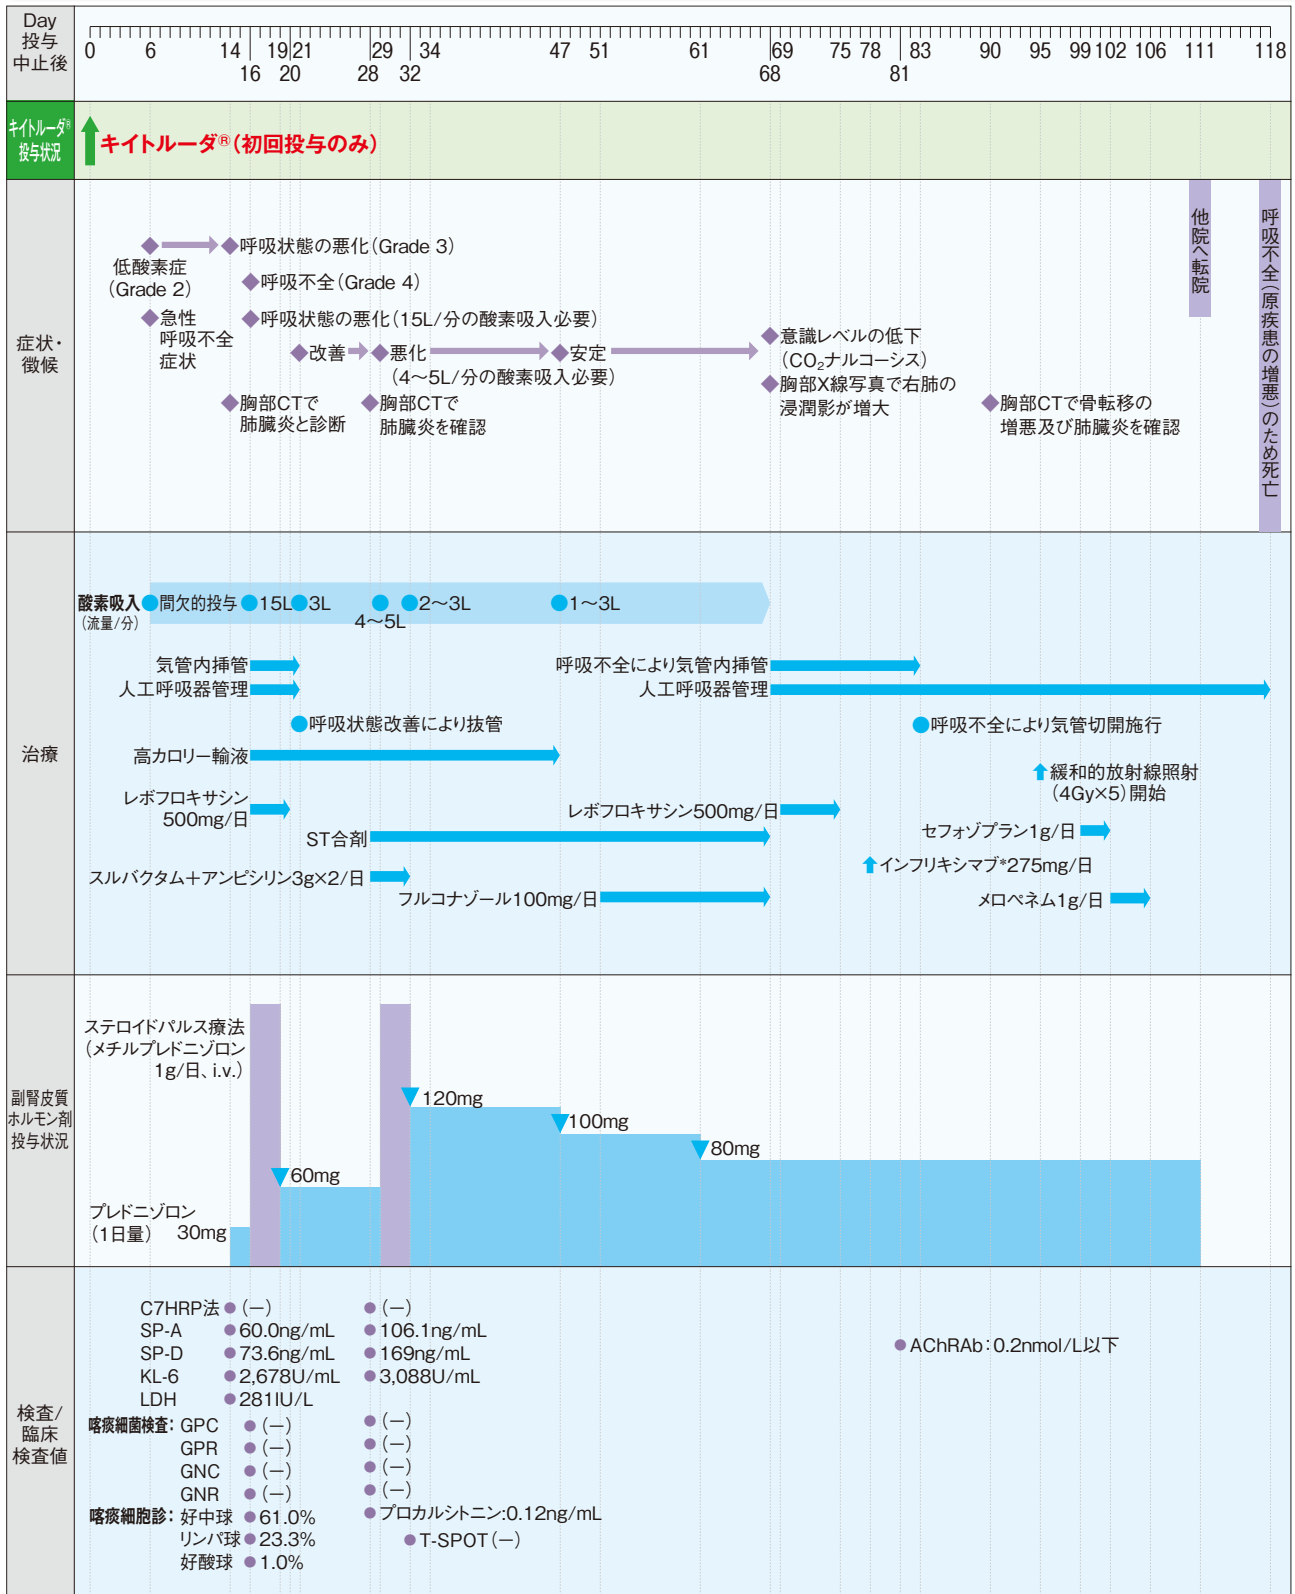 Day
投与
中止後
0 6 14 19 21 29 34 47 51 61 69 75 78 83 90 95 99 102 106 111 118
16 20 28 32 68 81
キイトルーダ®
投与状況
キイトルーダ®(初回投与のみ)
症状・
徴候
低酸素症
(Grade 2)
呼吸状態の悪化(Grade 3)
呼吸不全(Grade 4)
急性
呼吸不全
症状
呼吸状態の悪化(15L/分の酸素吸入必要)
改善
悪化
(4〜5L/分の酸素吸入必要)
安定
意識レベルの低下
(CO₂ナルコーシス)
胸部X線写真で右肺の
浸潤影が増大
胸部CTで
肺臓炎と診断
胸部CTで
肺臓炎を確認
胸部CTで骨転移の
増悪及び肺臓炎を確認
他院へ転院
呼吸不全(原疾患の増悪)のため死亡
治療
酸素吸入
(流量/分)
間欠的投与
15L
3L
4〜5L
2〜3L
1〜3L
気管内挿管
人工呼吸器管理
呼吸不全により気管内挿管
人工呼吸器管理
呼吸状態改善により抜管
呼吸不全により気管切開施行
高カロリー輸液
緩和的放射線照射
(4Gy×5)開始
レボフロキサシン
500mg/日
レボフロキサシン500mg/日
ST合剤
セフォゾプラン1g/日
スルバクタム+アンピシリン3g×2/日
インフリキシマブ*275mg/日
フルコナゾール100mg/日
メロペネム1g/日
副腎皮質
ホルモン剤
投与状況
ステロイドパルス療法
(メチルプレドニゾロン
1g/日、i.v.)
プレドニゾロン
(1日量)
30mg
60mg
120mg
100mg
80mg
検査/
臨床
検査値
C7HRP法 (−) (−)
SP-A 60.0ng/mL 106.1ng/mL
SP-D 73.6ng/mL 169ng/mL
KL-6 2,678U/mL 3,088U/mL
LDH 281IU/L
AChRAb:0.2nmol/L以下
喀痰細菌検査: GPC (−) (−)
GPR (−) (−)
GNC (−) (−)
GNR (−) (−)
喀痰細胞診: 好中球 61.0%
プロカルシトニン:0.12ng/mL
リンパ球 23.3%
T-SPOT(−)
好酸球 1.0%